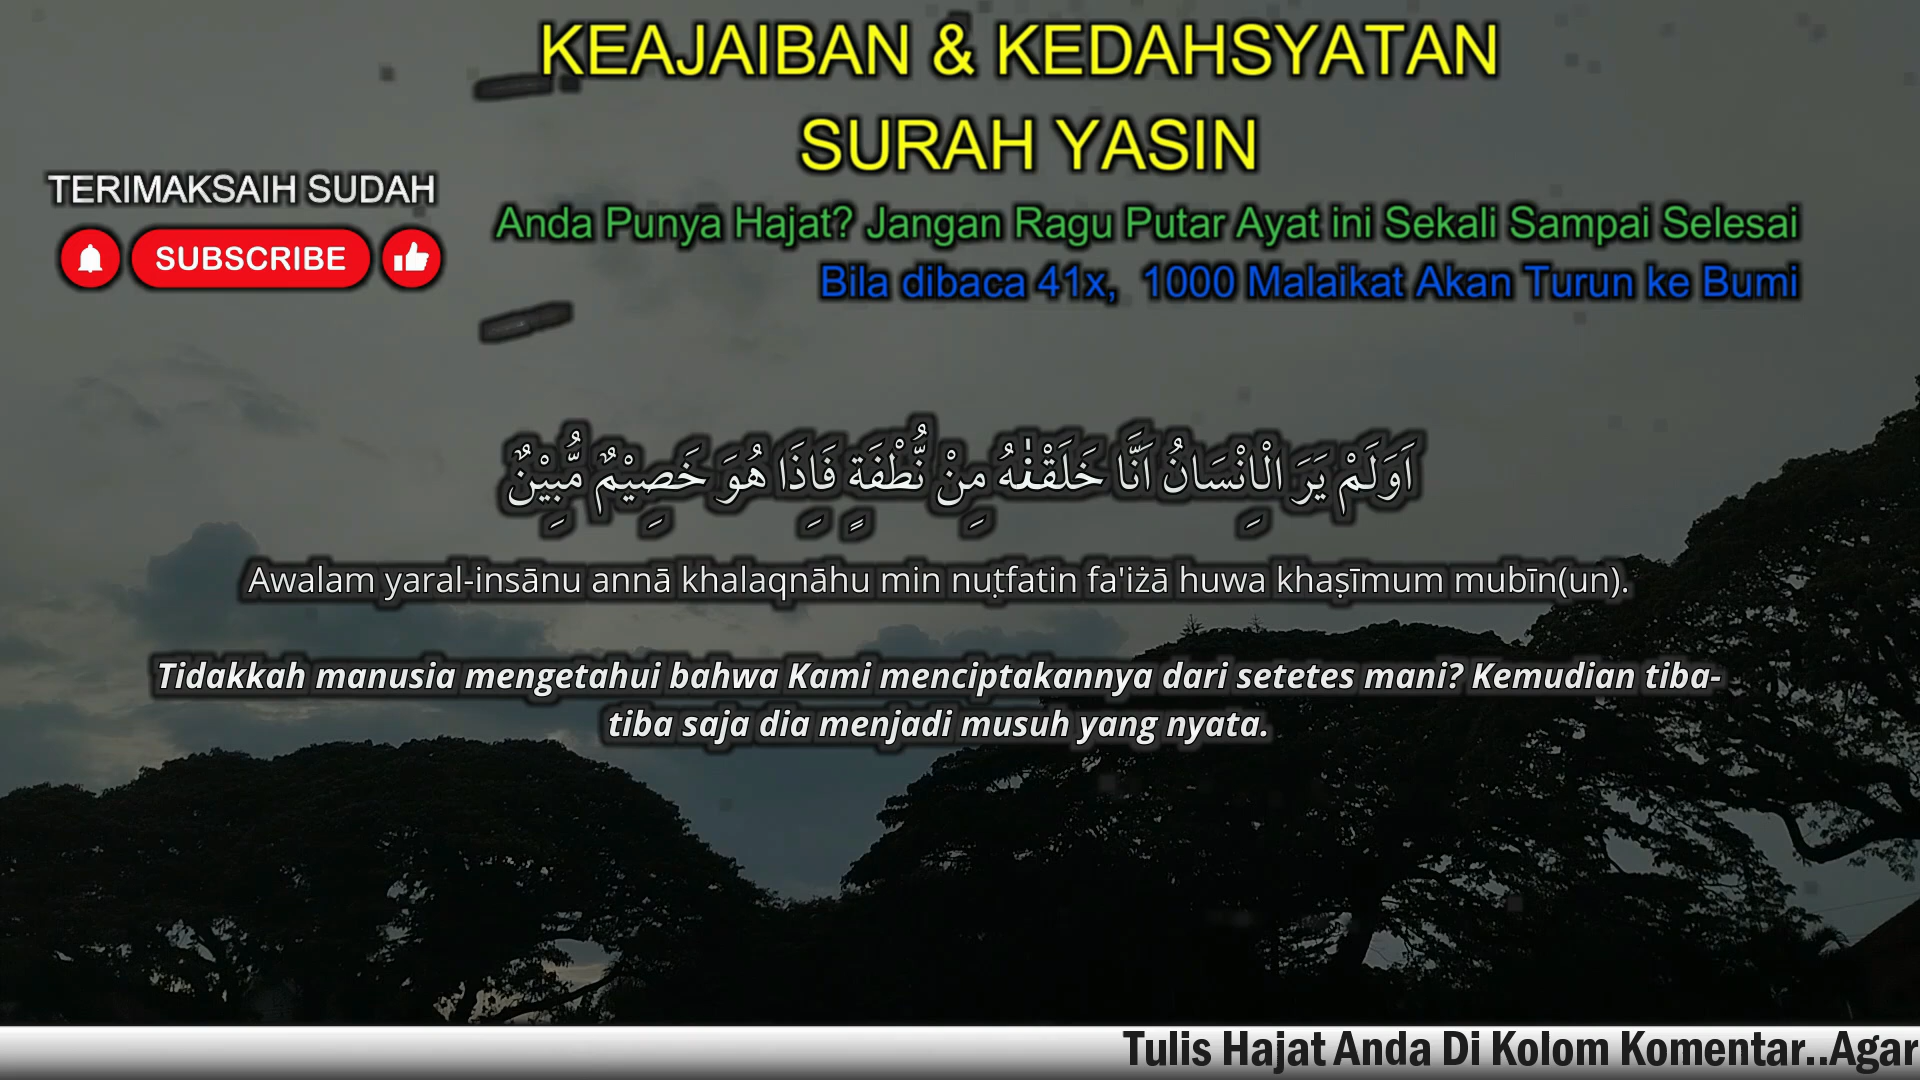 KEAJAIBAN & KEDAHSYATAN
SURAH YASIN
TERIMAKSAIH SUDAH
SUBSCRIBE
Anda Punya Hajat? Jangan Ragu Putar Ayat ini Sekali Sampai Selesai
Bila dibaca 41x, 1000 Malaikat Akan Turun ke Bumi
اَوَلَمْ يَرَ الْاِنْسَانُ اَنَّا خَلَقْنٰهُ مِنْ نُّطْفَةٍ فَاِذَا هُوَ خَصِيْمٌ مُّبِيْنٌ
Awalam yaral-insānu annā khalaqnāhu min nuṭfatin fa'iżā huwa khaṣīmum mubīn(un).
Tidakkah manusia mengetahui bahwa Kami menciptakannya dari setetes mani? Kemudian tiba-
tiba saja dia menjadi musuh yang nyata.
Tulis Hajat Anda Di Kolom Komentar..Agar